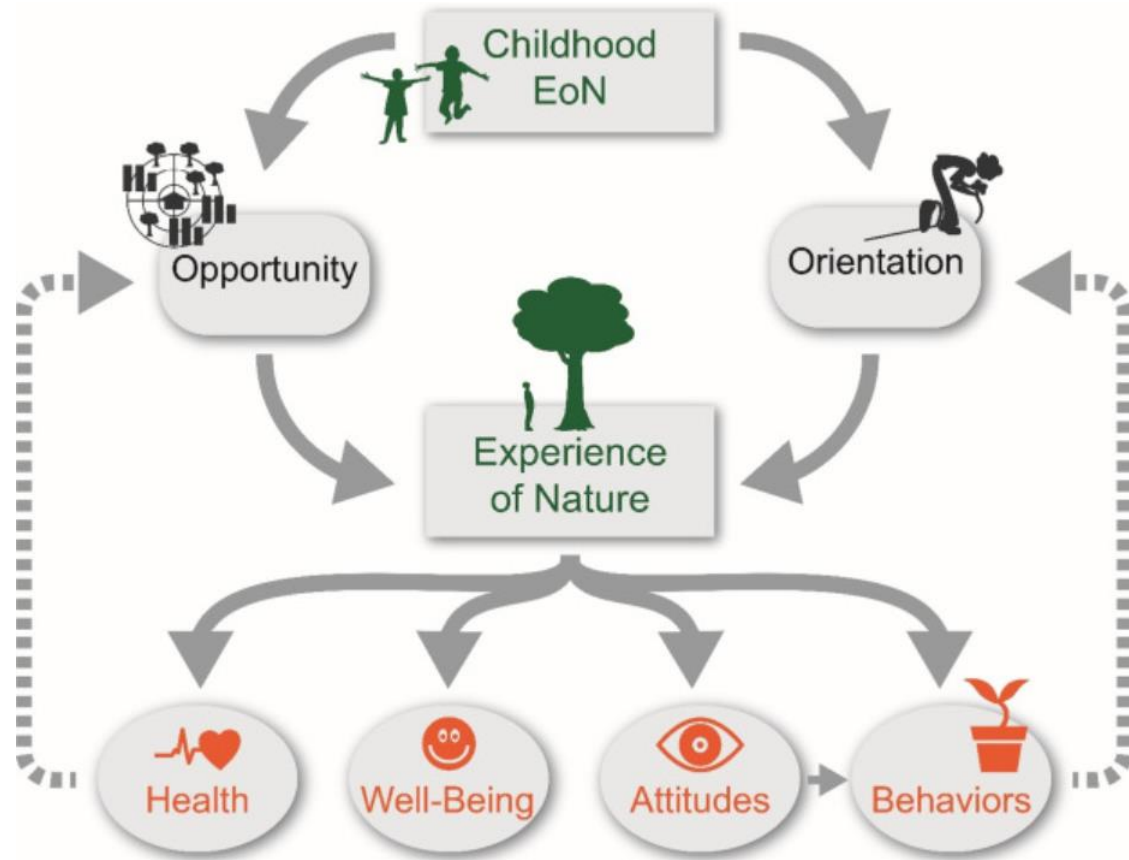 Childhood
EoN
Opportunity
Orientation
Experience
of Nature
Health
Well-Being
Attitudes
Behaviors